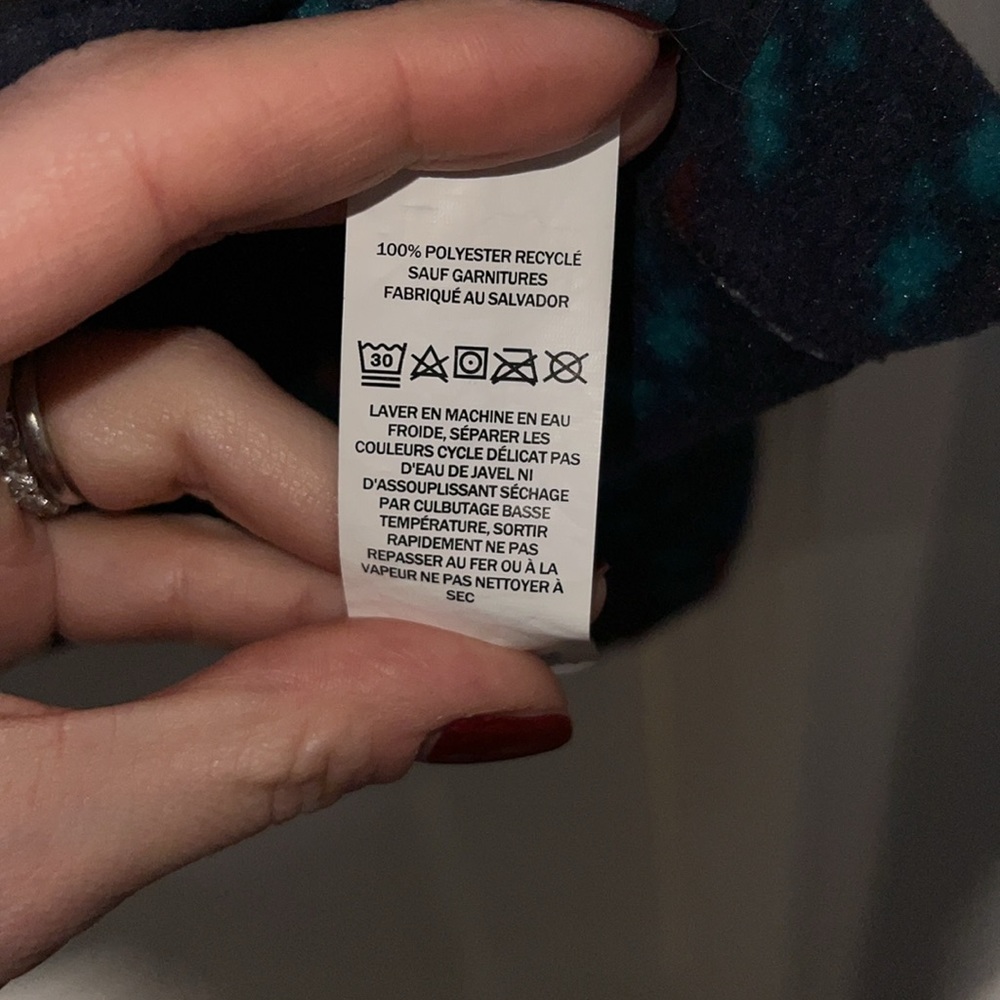 100% POLYESTER RECYCLÉ
SAUF GARNITURES
FABRIQUÉ AU SALVADOR
30
LAVER EN MACHINE EN EAU
FROIDE, SÉPARER LES
COULEURS CYCLE DÉLICAT PAS
D'EAU DE JAVEL NI
D'ASSOUPLISSANT SÉCHAGE
PAR CULBUTAGE BASSE
TEMPÉRATURE, SORTIR
RAPIDEMENT NE PAS
REPASSER AU FER OU À LA
VAPEUR NE PAS NETTOYER À
SEC